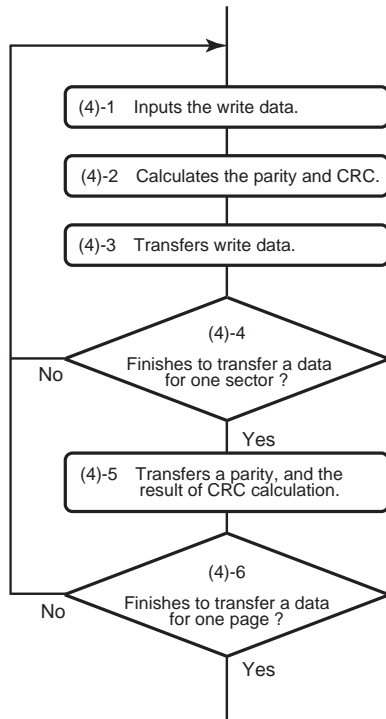 (4)-1 Inputs the write data.
(4)-2 Calculates the parity and CRC.
(4)-3 Transfers write data.
(4)-4
Finishes to transfer a data
for one sector ?
No
Yes
(4)-5 Transfers a parity, and the
result of CRC calculation.
(4)-6
Finishes to transfer a data
for one page ?
No
Yes